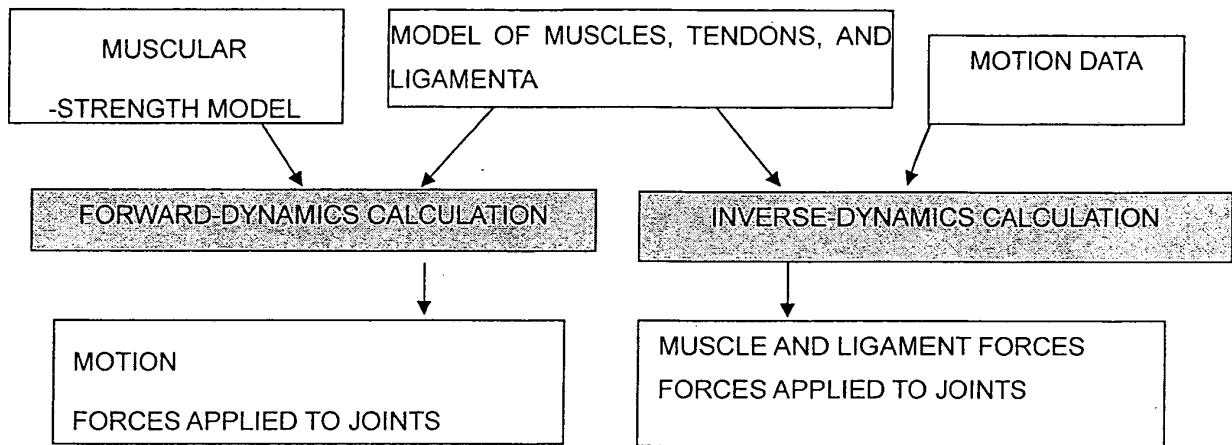 MUSCULAR
-STRENGTH MODEL
MODEL OF MUSCLES, TENDONS, AND
LIGAMENTA
MOTION DATA
FORWARD-DYNAMICS CALCULATION
INVERSE-DYNAMICS CALCULATION
MOTION
FORCES APPLIED TO JOINTS
MUSCLE AND LIGAMENT FORCES
FORCES APPLIED TO JOINTS